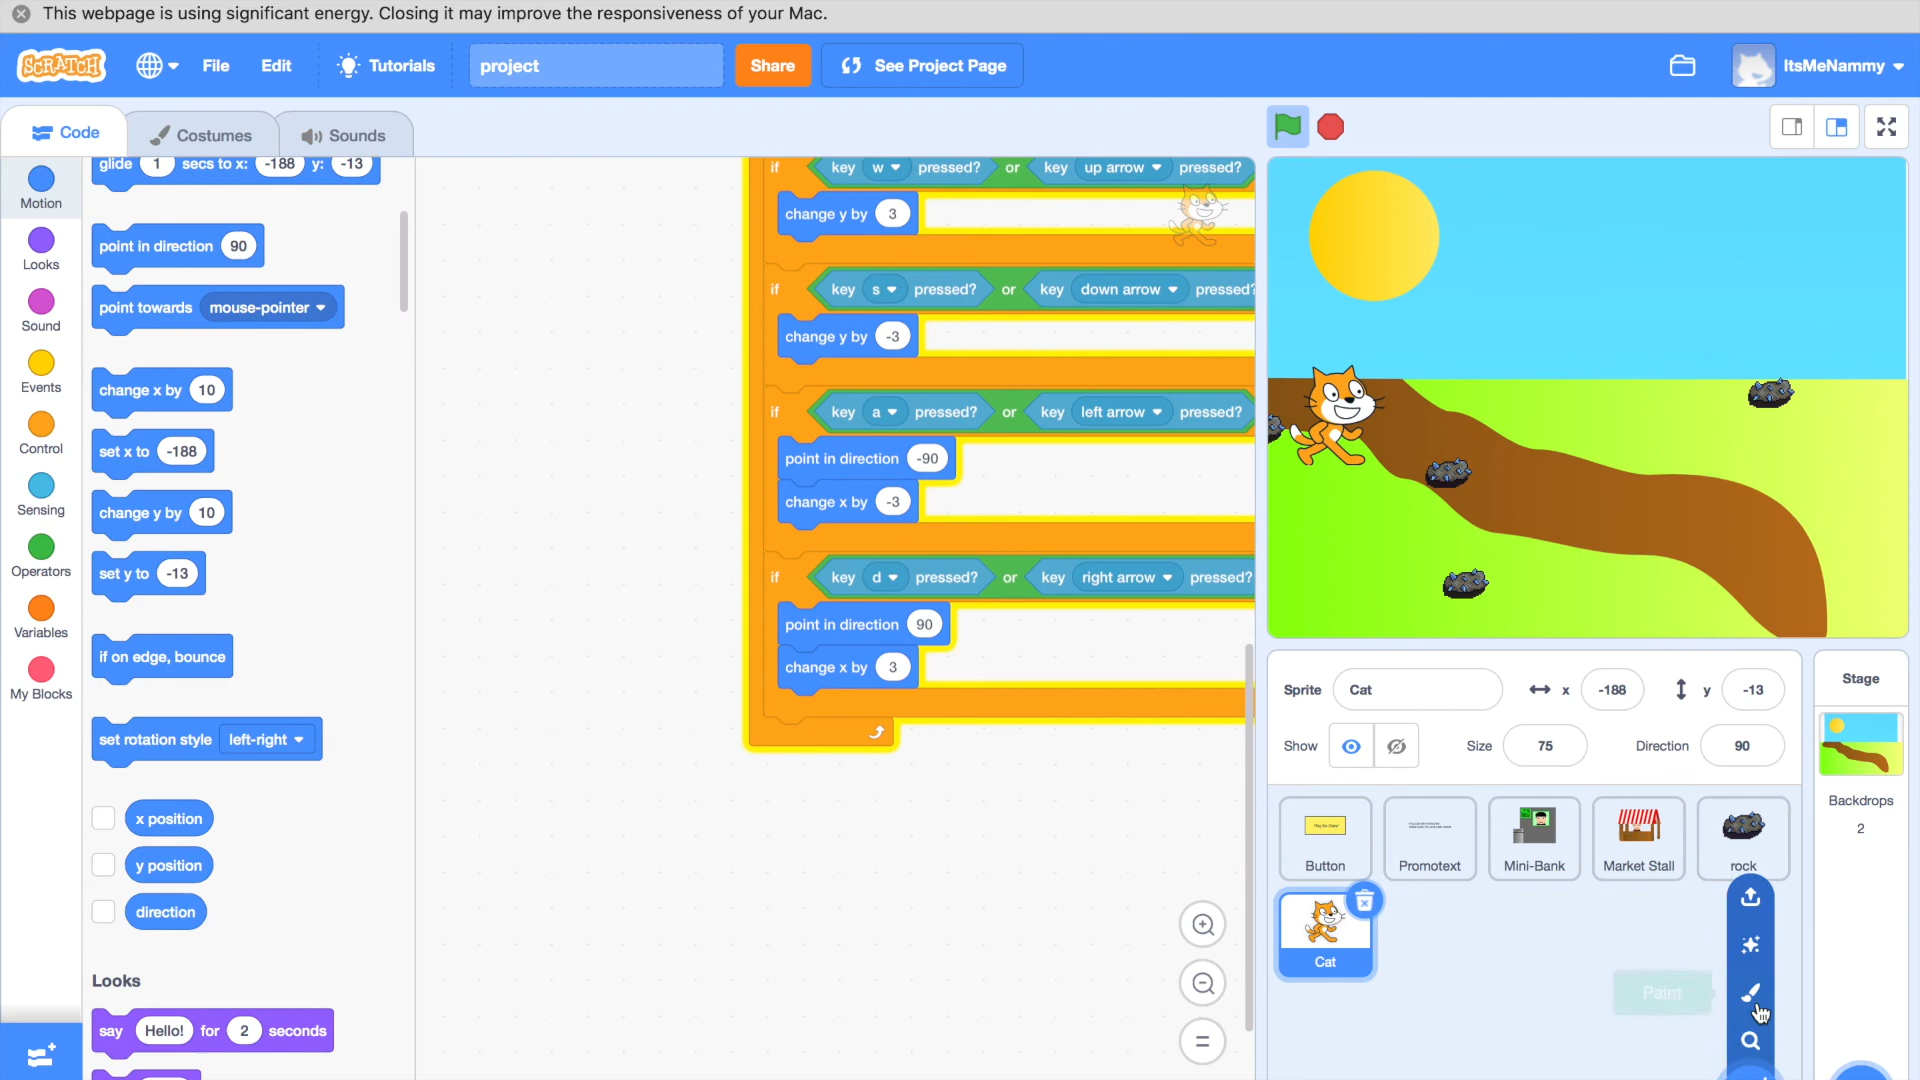 This webpage is using significant energy. Closing it may improve the responsiveness of your Mac.
SCRATCH File Edit Tutorials project Share See Project Page ItsMeNammy
Code Costumes Sounds
Motion
Looks
Sound
Events
Control
Sensing
Operators
Variables
My Blocks
glide 1 secs to x: -188 y: -13
point in direction 90
point towards mouse-pointer
change x by 10
set x to -188
change y by 10
set y to -13
if on edge, bounce
set rotation style left-right
x position
y position
direction
Looks
say Hello! for 2 seconds
if key w pressed? or key up arrow pressed?
change y by 3
if key s pressed? or key down arrow pressed?
change y by -3
if key a pressed? or key left arrow pressed?
point in direction -90
change x by -3
if key d pressed? or key right arrow pressed?
point in direction 90
change x by 3
Sprite Cat x -188 y -13
Show Size 75 Direction 90
Button Promotext Mini-Bank Market Stall rock
Cat
Paint
Stage
Backdrops
2